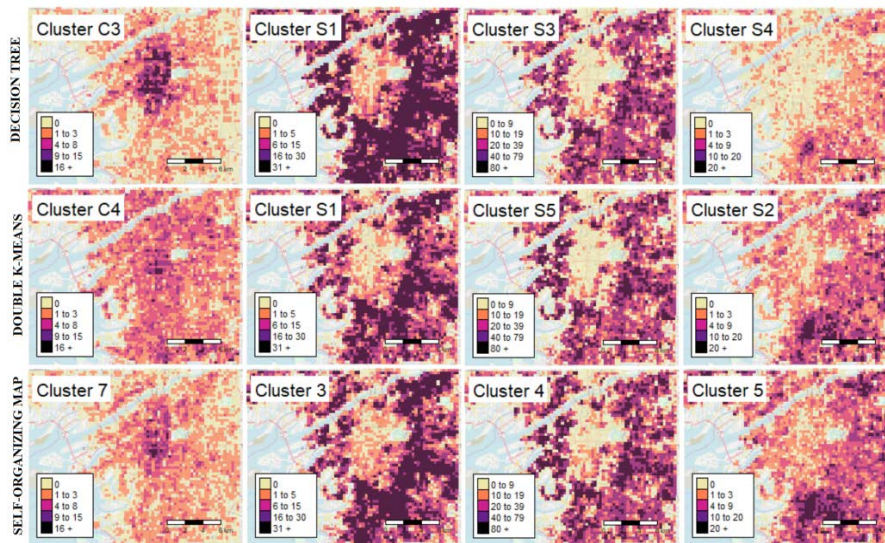 DECISION TREE
Cluster C3
0
1 to 3
4 to 8
9 to 15
16 +
Cluster S1
0
1 to 5
6 to 15
16 to 30
31 +
Cluster S3
0 to 9
10 to 19
20 to 39
40 to 79
80 +
Cluster S4
0
1 to 3
4 to 9
10 to 20
20 +
DOUBLE K-MEANS
Cluster C4
0
1 to 3
4 to 8
9 to 15
16 +
Cluster S1
0
1 to 5
6 to 15
16 to 30
31 +
Cluster S5
0 to 9
10 to 19
20 to 39
40 to 79
80 +
Cluster S2
0
1 to 3
4 to 9
10 to 20
20 +
SELF-ORGANIZING MAP
Cluster 7
0
1 to 3
4 to 8
9 to 15
16 +
Cluster 3
0
1 to 5
6 to 15
16 to 30
31 +
Cluster 4
0 to 9
10 to 19
20 to 39
40 to 79
80 +
Cluster 5
0
1 to 3
4 to 9
10 to 20
20 +